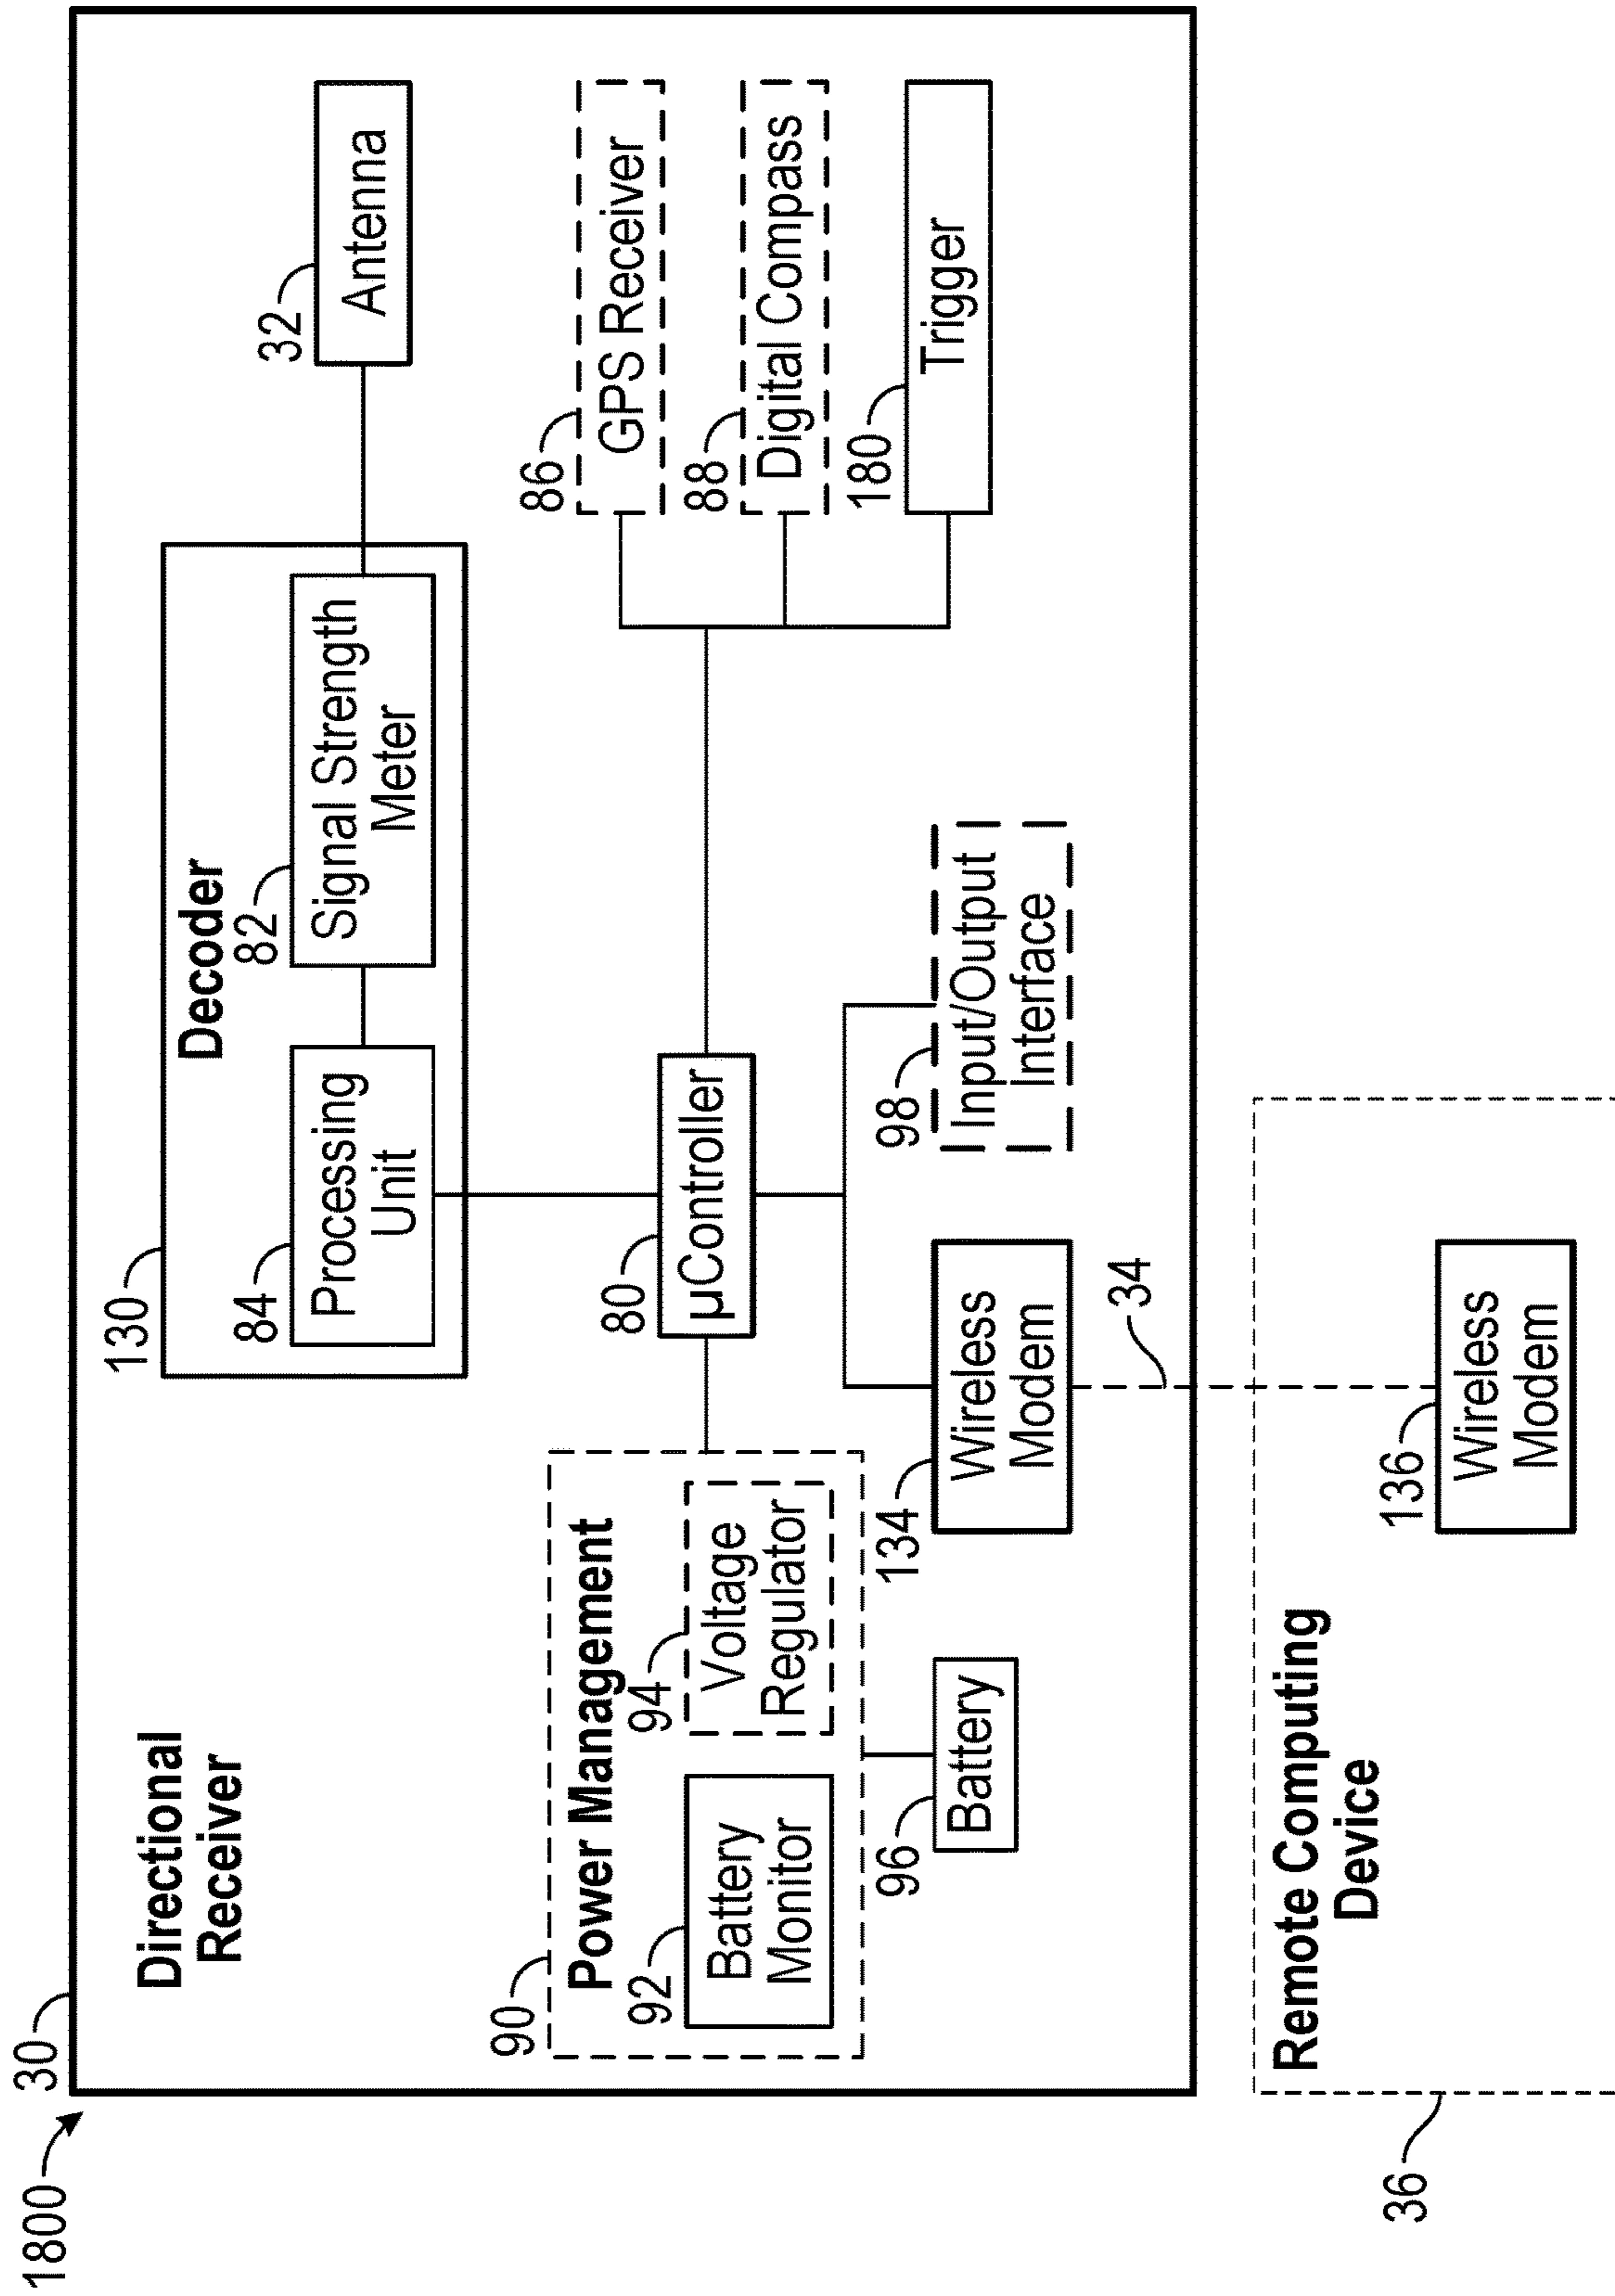 1800
30
Directional
Receiver
130
Decoder
84
Processing
Unit
82
Signal Strength
Meter
32
Antenna
90
Power Management
92
Battery
Monitor
94
Voltage
Regulator
80
µController
86
GPS Receiver
88
Digital Compass
180
Trigger
96
Battery
134
Wireless
Modem
98
Input/Output
Interface
34
36
Remote Computing
Device
136
Wireless
Modem